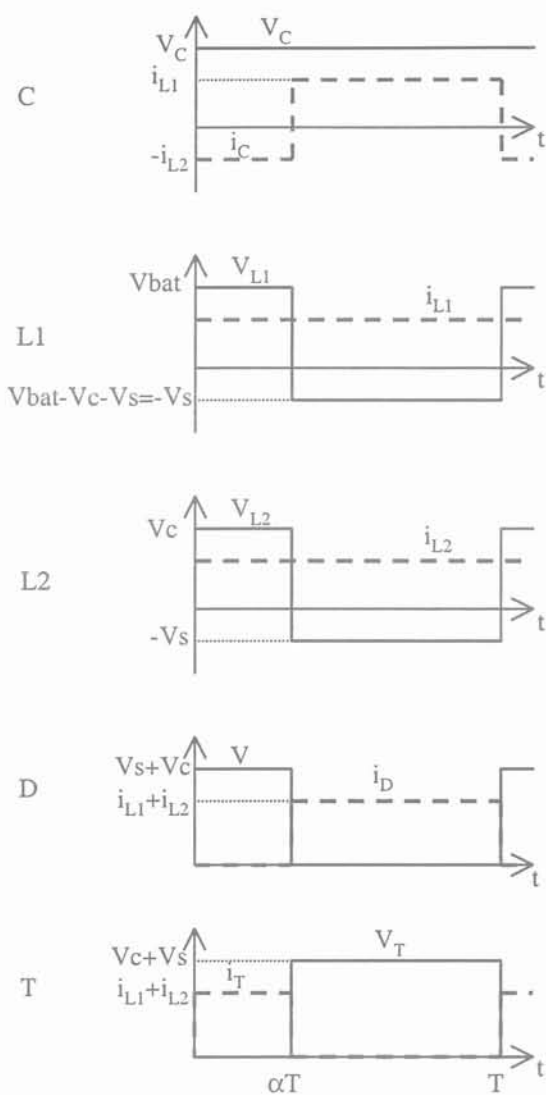 V_C V_C
i_L1
C
t
-i_L2 i_C
Vbat V_L1 i_L1
L1
t
Vbat-Vc-Vs=-Vs
Vc V_L2 i_L2
L2
t
-Vs
Vs+Vc V
D i_L1+i_L2 i_D
t
Vc+Vs V_T
T i_L1+i_L2 i_T
t
αT T